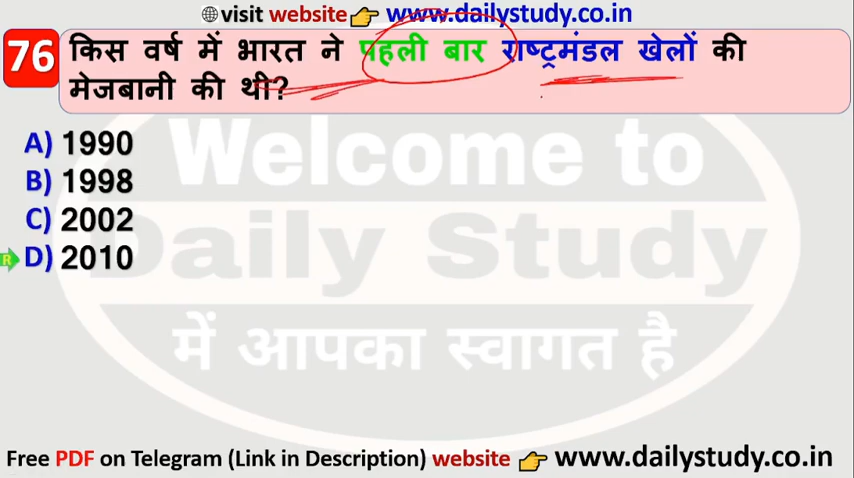 visit website www.dailystudy.co.in
76
किस वर्ष में भारत ने पहली बार राष्ट्रमंडल खेलों की
मेजबानी की थी?
A) 1990
B) 1998
C) 2002
R D) 2010
Welcome to
Daily Study
में आपका स्वागत है
Free PDF on Telegram (Link in Description) website www.dailystudy.co.in